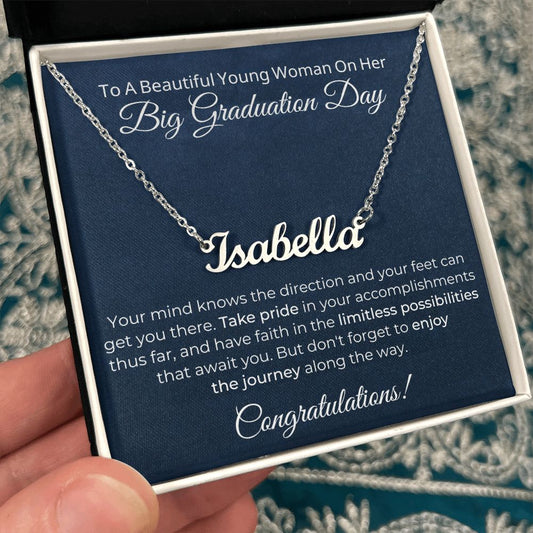 To A Beautiful Young Woman On Her
Big Graduation Day
Isabella
Your mind knows the direction and your feet can
get you there. Take pride in your accomplishments
thus far, and have faith in the limitless possibilities
that await you. But don't forget to enjoy
the journey along the way.
Congratulations!